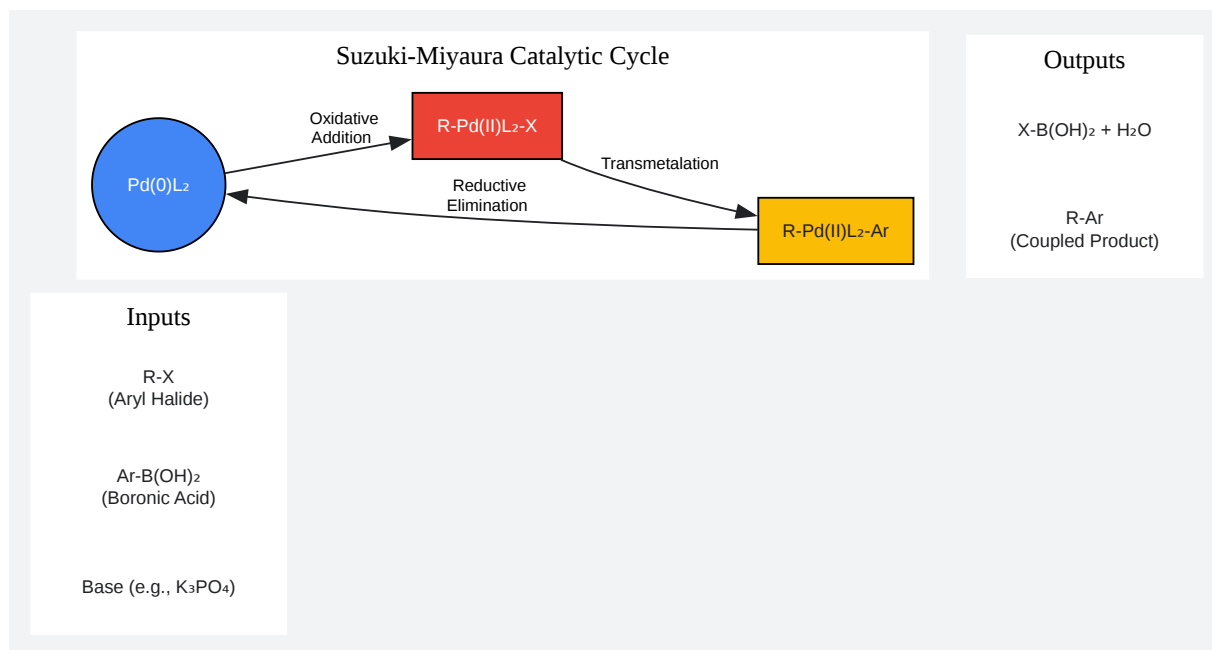 Suzuki-Miyaura Catalytic Cycle
Oxidative
Addition
R-Pd(II)L₂-X
Transmetalation
Pd(0)L₂
Reductive
Elimination
R-Pd(II)L₂-Ar
Outputs
X-B(OH)₂ + H₂O
R-Ar
(Coupled Product)
Inputs
R-X
(Aryl Halide)
Ar-B(OH)₂
(Boronic Acid)
Base (e.g., K₃PO₄)